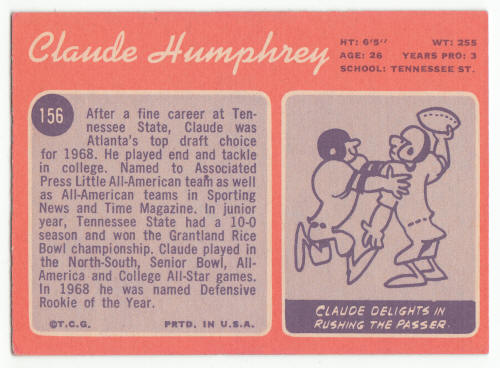 Claude Humphrey
HT: 6'5" WT: 255
AGE: 26 YEARS PRO: 3
SCHOOL: TENNESSEE ST.
156
After a fine career at Ten-
nessee State, Claude was
Atlanta's top draft choice
for 1968. He played end and tackle
in college. Named to Associated
Press Little All-American team as well
as All-American teams in Sporting
News and Time Magazine. In junior
year, Tennessee State had a 10-0
season and won the Grantland Rice
Bowl championship. Claude played in
the North-South, Senior Bowl, All-
America and College All-Star games.
In 1968 he was named Defensive
Rookie of the Year.
©T.C.G. PRTD. IN U.S.A.
CLAUDE DELIGHTS IN
RUSHING THE PASSER.